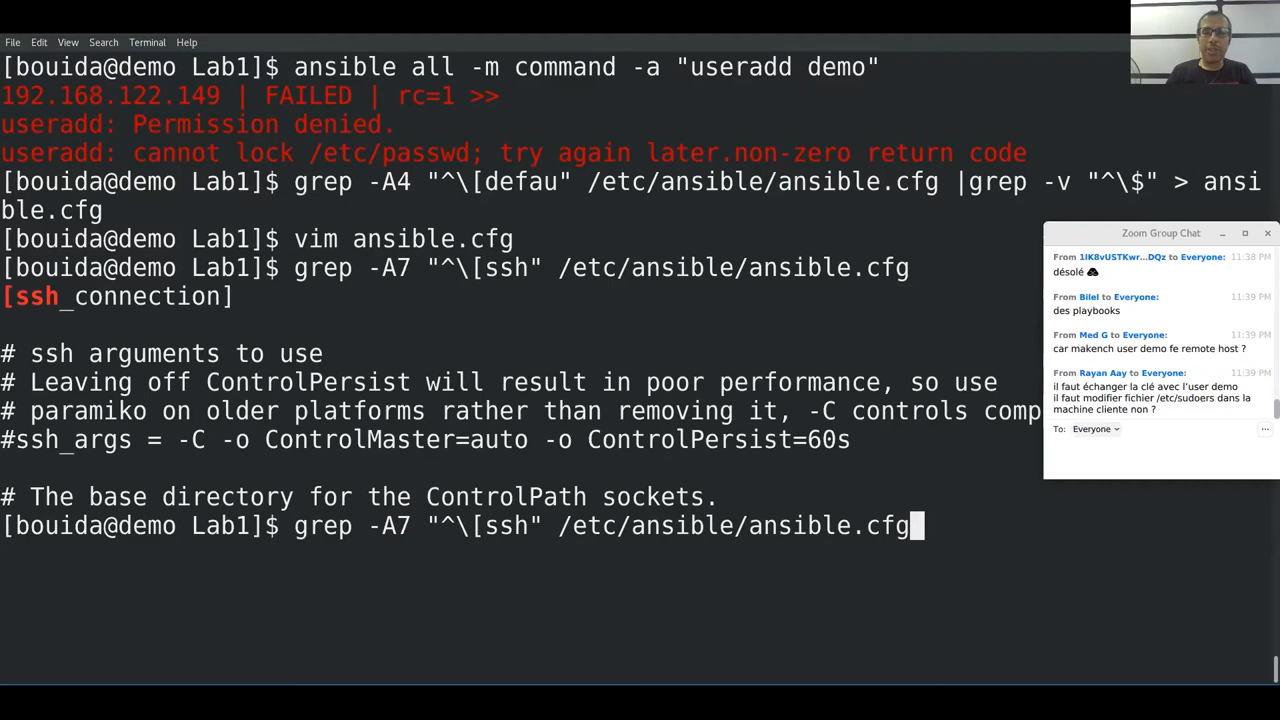 File Edit View Search Terminal Help
[bouida@demo Lab1]$ ansible all -m command -a "useradd demo"
192.168.122.149 | FAILED | rc=1 >>
useradd: Permission denied.
useradd: cannot lock /etc/passwd; try again later.non-zero return code
[bouida@demo Lab1]$ grep -A4 "^\[defau" /etc/ansible/ansible.cfg |grep -v "^\$" > ansi
ble.cfg
[bouida@demo Lab1]$ vim ansible.cfg
[bouida@demo Lab1]$ grep -A7 "^\[ssh" /etc/ansible/ansible.cfg
[ssh_connection]
# ssh arguments to use
# Leaving off ControlPersist will result in poor performance, so use
# paramiko on older platforms rather than removing it, -C controls comp
#ssh_args = -C -o ControlMaster=auto -o ControlPersist=60s
# The base directory for the ControlPath sockets.
[bouida@demo Lab1]$ grep -A7 "^\[ssh" /etc/ansible/ansible.cfg
Zoom Group Chat
From 1IK8vUSTKwr...DQz to Everyone: 11:38 PM
désolé
From Bilel to Everyone: 11:39 PM
des playbooks
From Med G to Everyone: 11:39 PM
car makench user demo fe remote host ?
From Rayan Aay to Everyone: 11:39 PM
il faut échanger la clé avec l'user demo
il faut modifier fichier /etc/sudoers dans la
machine cliente non ?
To: Everyone ...